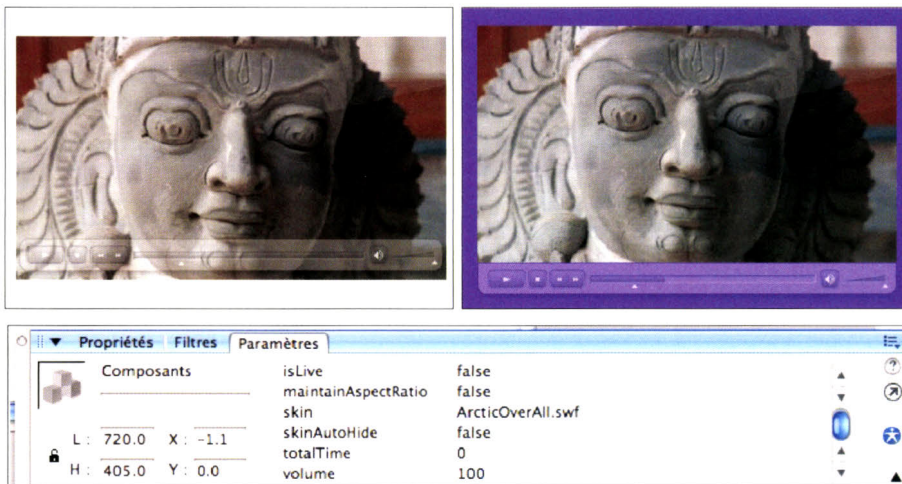 Propriétés Filtres Paramètres
Composants
isLive false
maintainAspectRatio false
skin ArcticOverAll.swf
skinAutoHide false
L : 720.0 X : -1.1
totalTime 0
H : 405.0 Y : 0.0
volume 100